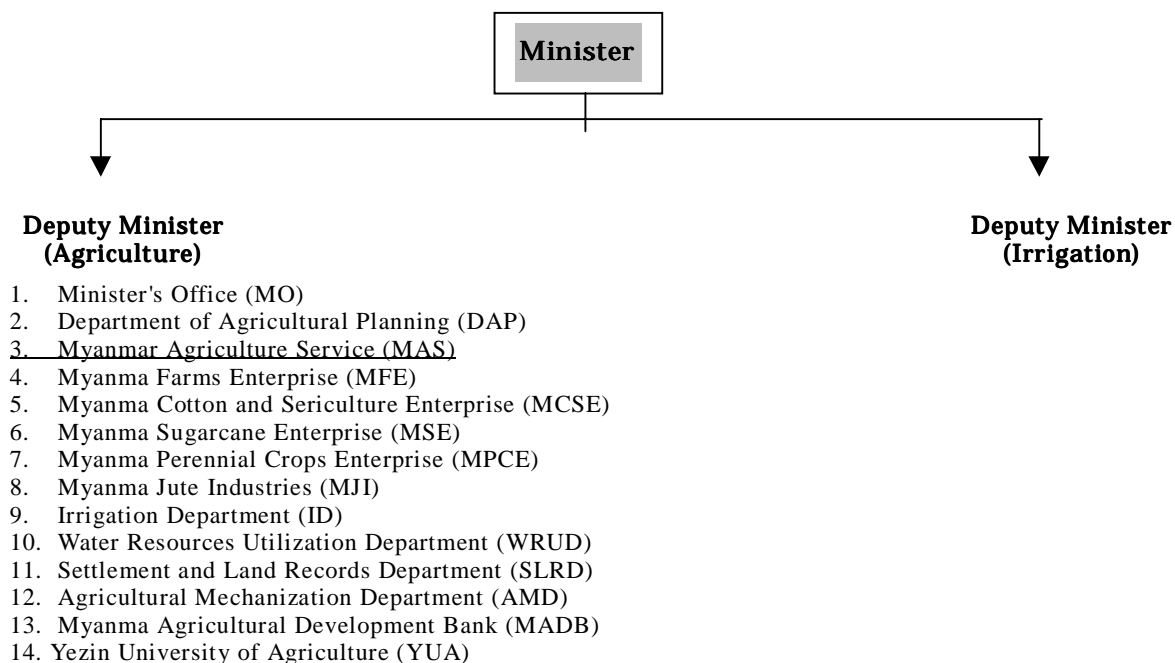 Minister
Deputy Minister
(Agriculture)
Deputy Minister
(Irrigation)
1. Minister's Office (MO)
2. Department of Agricultural Planning (DAP)
3. Myanmar Agriculture Service (MAS)
4. Myanma Farms Enterprise (MFE)
5. Myanma Cotton and Sericulture Enterprise (MCSE)
6. Myanma Sugarcane Enterprise (MSE)
7. Myanma Perennial Crops Enterprise (MPCE)
8. Myanma Jute Industries (MJI)
9. Irrigation Department (ID)
10. Water Resources Utilization Department (WRUD)
11. Settlement and Land Records Department (SLRD)
12. Agricultural Mechanization Department (AMD)
13. Myanma Agricultural Development Bank (MADB)
14. Yezin University of Agriculture (YUA)